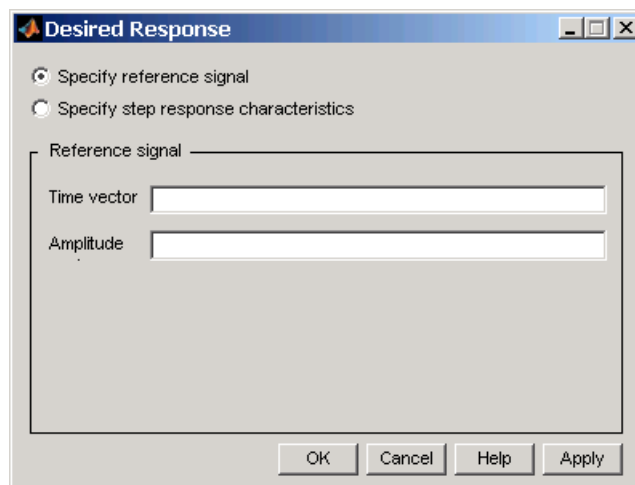 Desired Response
Specify reference signal
Specify step response characteristics
Reference signal
Time vector
Amplitude
OK Cancel Help Apply